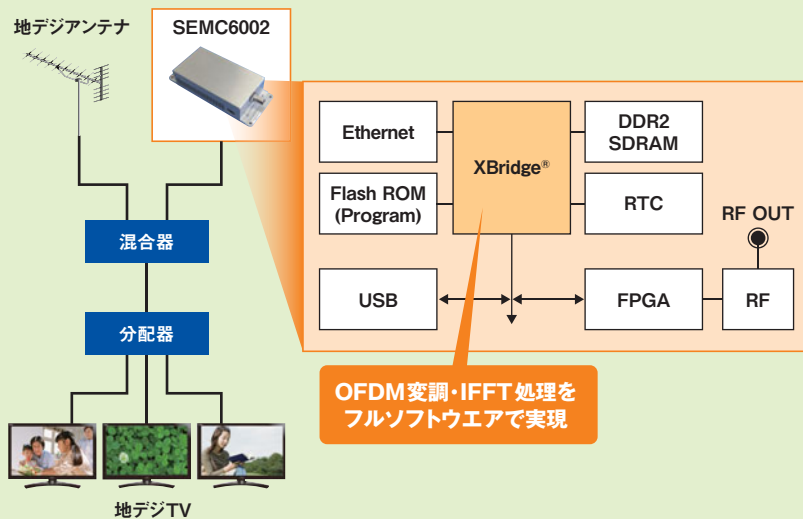 地デジアンテナ
SEMC6002
Ethernet
XBridge®
DDR2
SDRAM
Flash ROM
(Program)
RTC
RF OUT
混合器
USB
FPGA
RF
分配器
OFDM変調・IFFT処理を
フルソフトウエアで実現
地デジTV